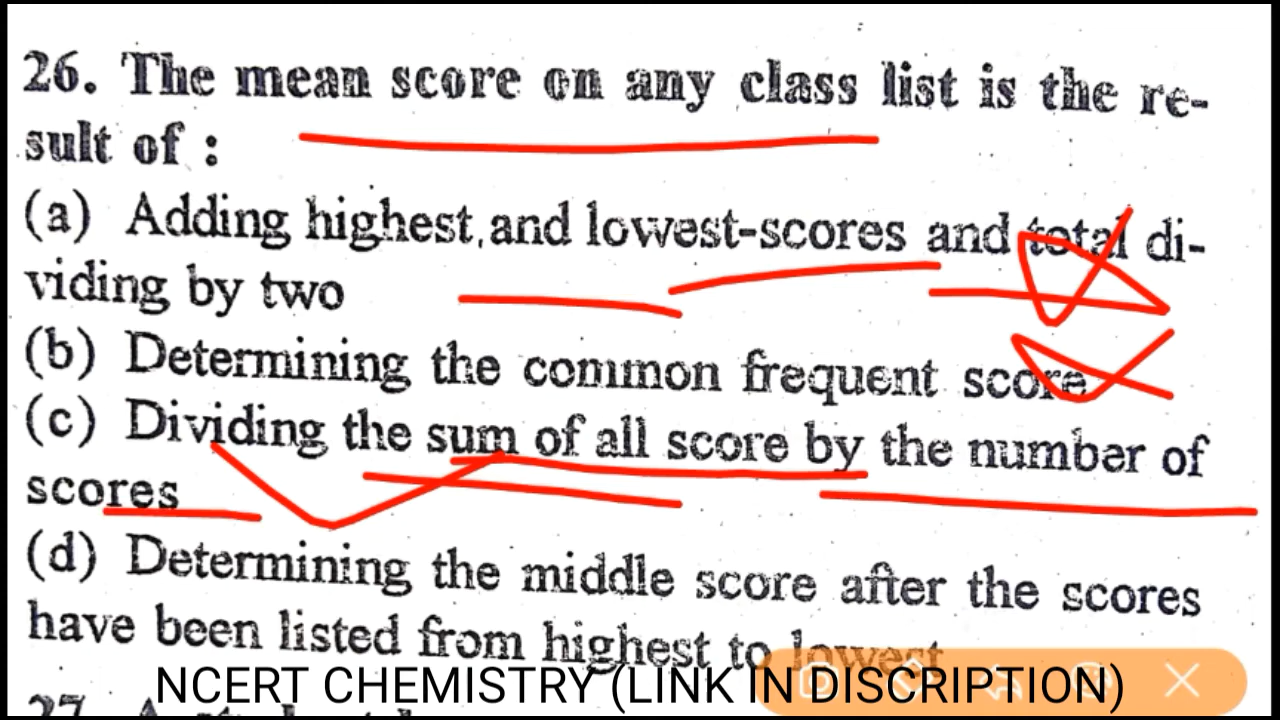 26. The mean score on any class list is the re-
sult of :
(a) Adding highest and lowest-scores and total di-
viding by two
(b) Determining the common frequent score
(c) Dividing the sum of all score by the number of
scores
(d) Determining the middle score after the scores
have been listed from highest to lowest
NCERT CHEMISTRY (LINK IN DISCRIPTION)
27. A